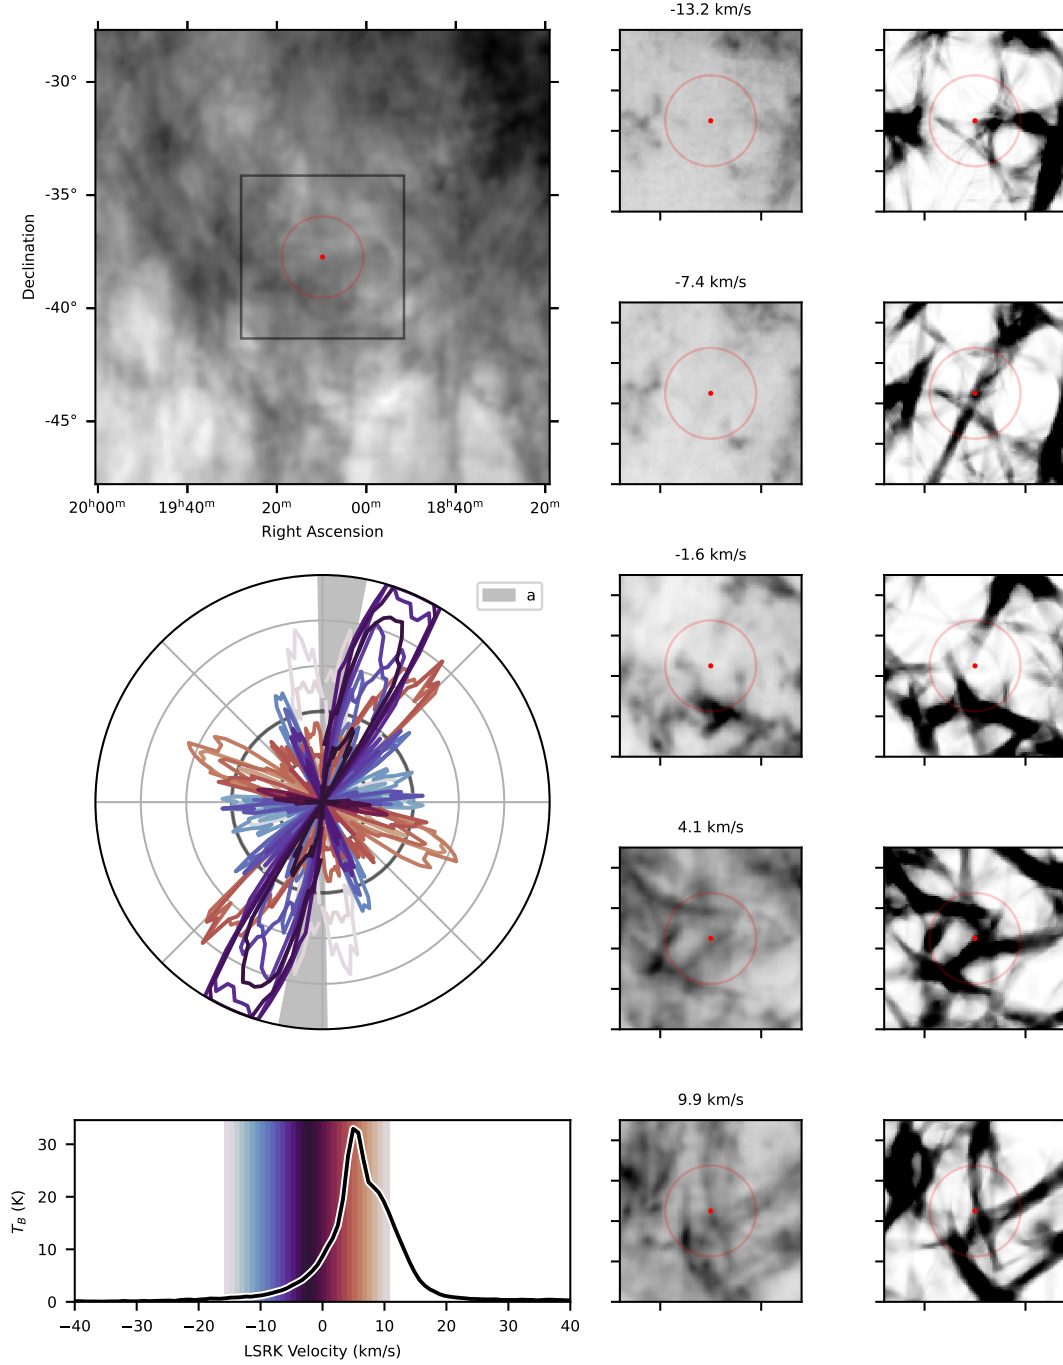 -13.2 km/s
-30°
-35°
-40°
-45°
Declination
20ʰ00ᵐ 19ʰ40ᵐ 20ᵐ 00ᵐ 18ʰ40ᵐ 20ᵐ
Right Ascension
-7.4 km/s
-1.6 km/s
a
4.1 km/s
9.9 km/s
30
20
10
0
T_B (K)
−40 −30 −20 −10 0 10 20 30 40
LSRK Velocity (km/s)